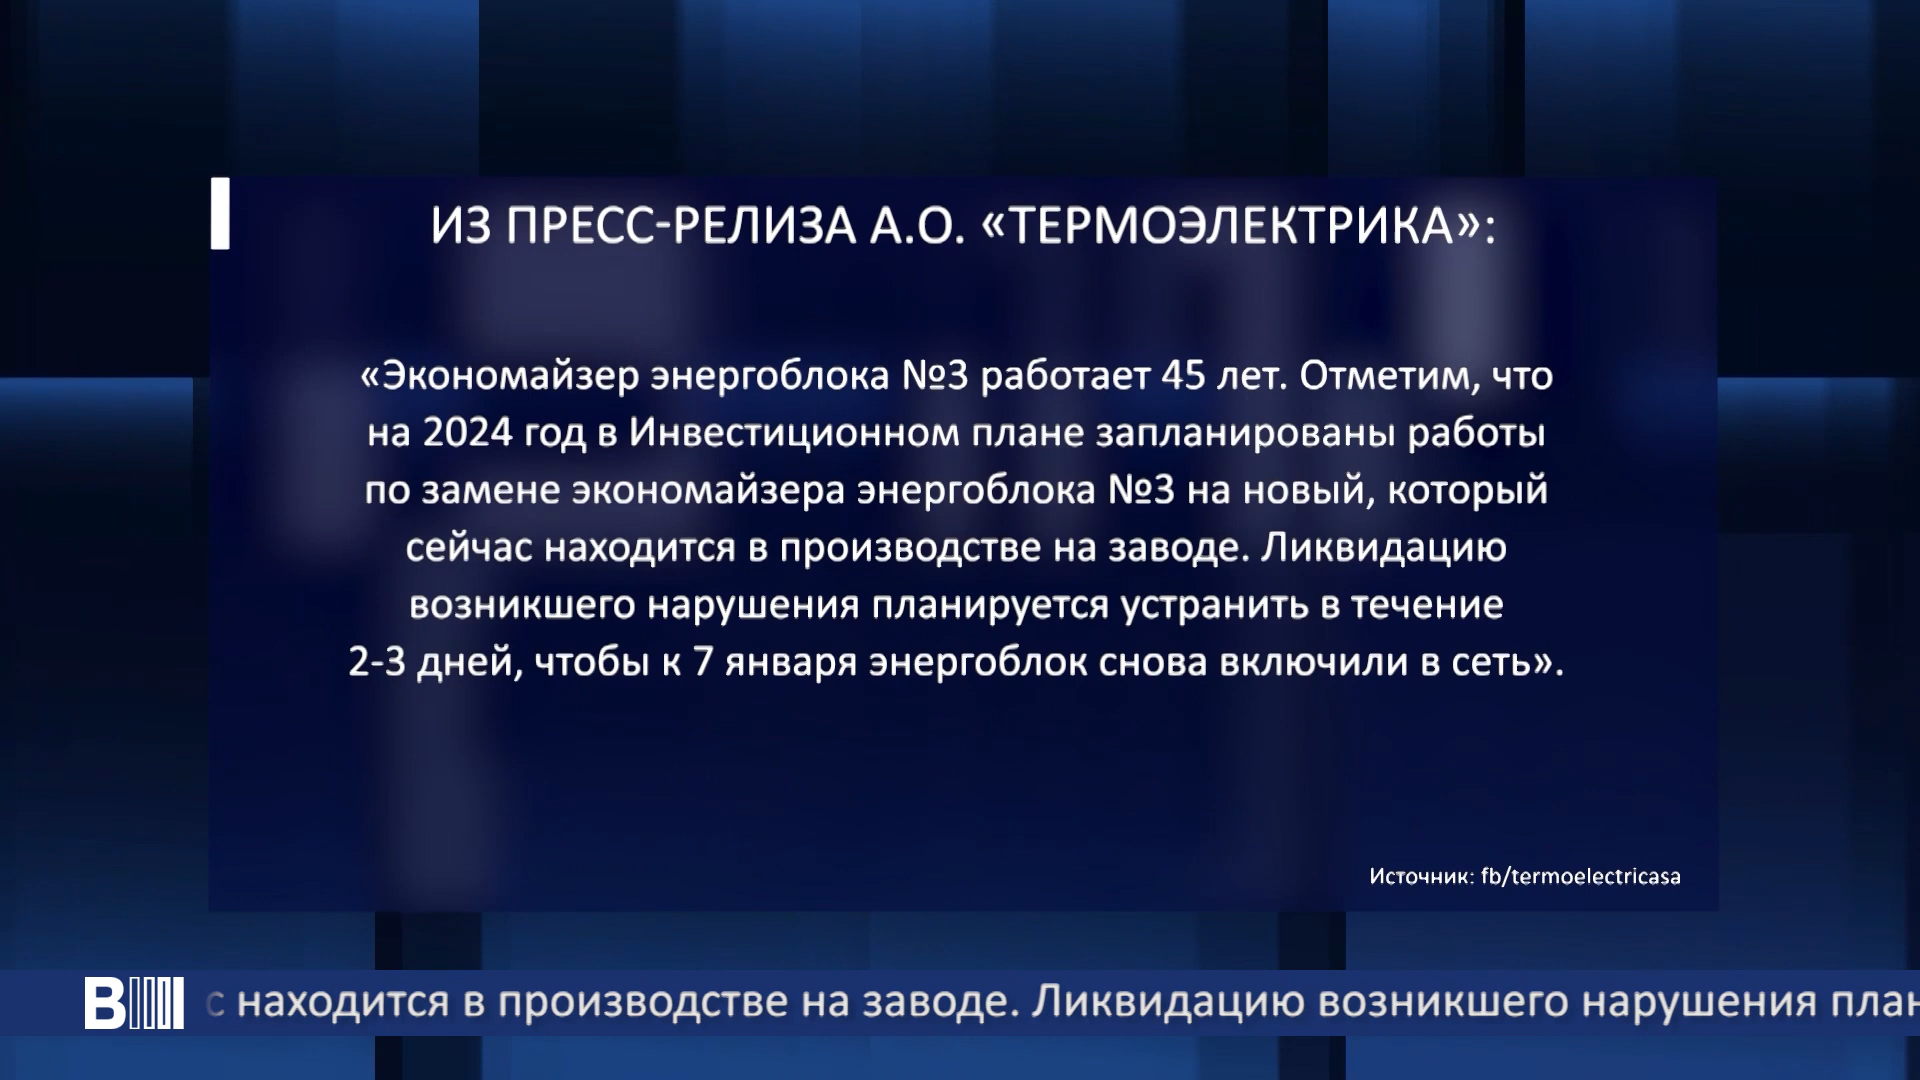 ИЗ ПРЕСС-РЕЛИЗА А.О. «ТЕРМОЭЛЕКТРИКА»:
«Экономайзер энергоблока №3 работает 45 лет. Отметим, что
на 2024 год в Инвестиционном плане запланированы работы
по замене экономайзера энергоблока №3 на новый, который
сейчас находится в производстве на заводе. Ликвидацию
возникшего нарушения планируется устранить в течение
2-3 дней, чтобы к 7 января энергоблок снова включили в сеть».
Источник: fb/termoelectricasa
В
с находится в производстве на заводе. Ликвидацию возникшего нарушения план